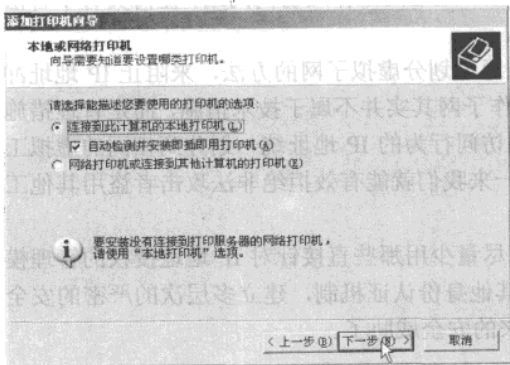 添加打印机向导
本地或网络打印机
向导需要知道要设置哪类打印机。
请选择能描述您要使用的打印机的选项
连接到此计算机的本地打印机(L)
自动检测并安装即插即用打印机(A)
网络打印机或连接到其他计算机的打印机(E)
要安装没有连接到打印服务器的网络打印机，
请使用“本地打印机”选项。
< 上一步(B)
下一步(N) >
取消